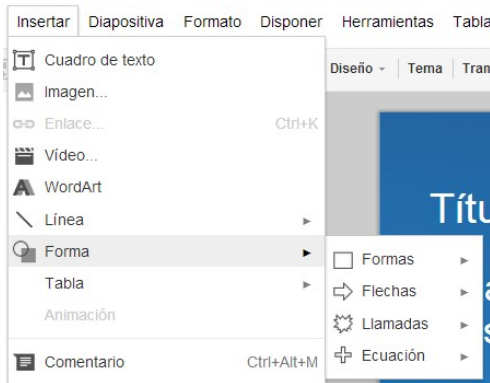 Insertar Diapositiva Formato Disponer Herramientas Tabla
Cuadro de texto
Diseño Tema
Imagen...
Enlace... Ctrl+K
Vídeo...
WordArt
Línea
Forma
Formas
Tabla
Flechas
Animación
Llamadas
Ecuación
Comentario Ctrl+Alt+M